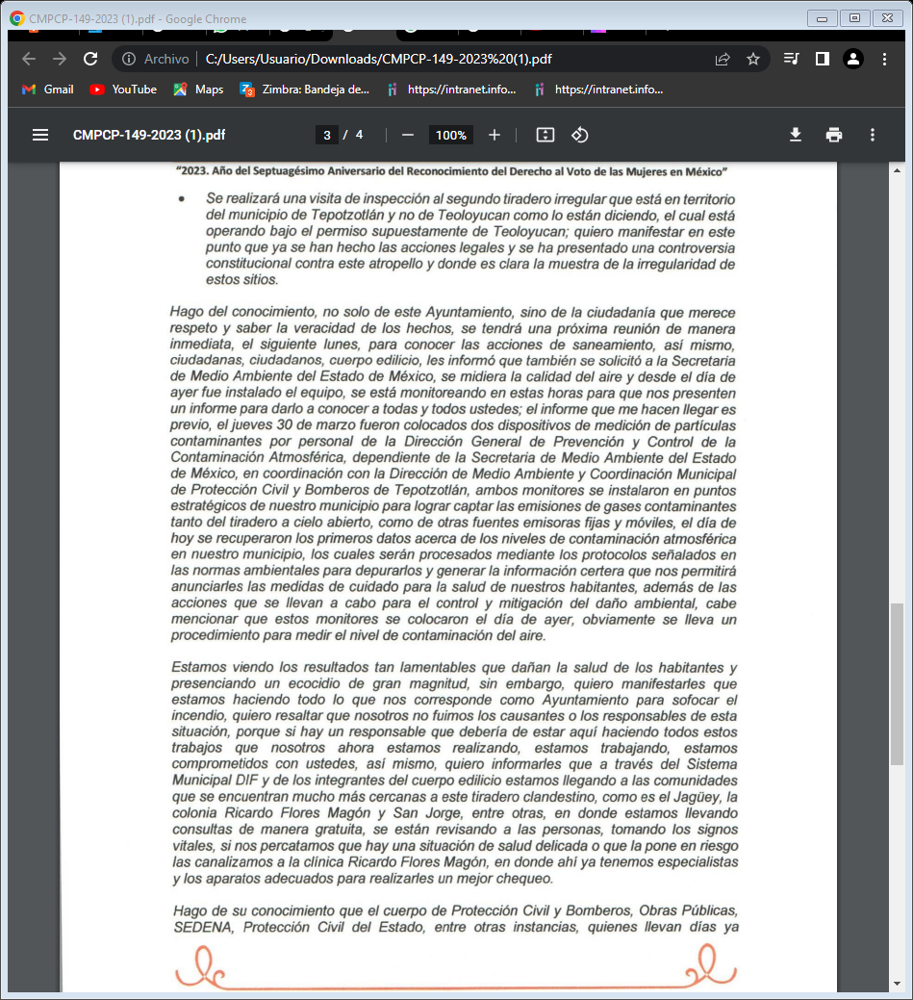 CMPCP-149-2023 (1).pdf - Google Chrome
Archivo C:/Users/Usuario/Downloads/CMPCP-149-2023%20(1).pdf
Gmail YouTube Maps Zimbra: Bandeja de... https://intranet.info... https://intranet.info...
CMPCP-149-2023 (1).pdf 3 / 4 100%
“2023. Año del Septuagésimo Aniversario del Reconocimiento del Derecho al Voto de las Mujeres en México”
• Se realizará una visita de inspección al segundo tiradero irregular que está en territorio
del municipio de Tepotzotlán y no de Teoloyucan como lo están diciendo, el cual está
operando bajo el permiso supuestamente de Teoloyucan; quiero manifestar en este
punto que ya se han hecho las acciones legales y se ha presentado una controversia
constitucional contra este atropello y donde es clara la muestra de la irregularidad de
estos sitios.
Hago del conocimiento, no solo de este Ayuntamiento, sino de la ciudadanía que merece
respeto y saber la veracidad de los hechos, se tendrá una próxima reunión de manera
inmediata, el siguiente lunes, para conocer las acciones de saneamiento, así mismo,
ciudadanas, ciudadanos, cuerpo edilicio, les informó que también se solicitó a la Secretaria
de Medio Ambiente del Estado de México, se midiera la calidad del aire y desde el día de
ayer fue instalado el equipo, se está monitoreando en estas horas para que nos presenten
un informe para darlo a conocer a todas y todos ustedes; el informe que me hacen llegar es
previo, el jueves 30 de marzo fueron colocados dos dispositivos de medición de partículas
contaminantes por personal de la Dirección General de Prevención y Control de la
Contaminación Atmosférica, dependiente de la Secretaria de Medio Ambiente del Estado
de México, en coordinación con la Dirección de Medio Ambiente y Coordinación Municipal
de Protección Civil y Bomberos de Tepotzotlán, ambos monitores se instalaron en puntos
estratégicos de nuestro municipio para lograr captar las emisiones de gases contaminantes
tanto del tiradero a cielo abierto, como de otras fuentes emisoras fijas y móviles, el día de
hoy se recuperaron los primeros datos acerca de los niveles de contaminación atmosférica
en nuestro municipio, los cuales serán procesados mediante los protocolos señalados en
las normas ambientales para depurarlos y generar la información certera que nos permitirá
anunciarles las medidas de cuidado para la salud de nuestros habitantes, además de las
acciones que se llevan a cabo para el control y mitigación del daño ambiental, cabe
mencionar que estos monitores se colocaron el día de ayer, obviamente se lleva un
procedimiento para medir el nivel de contaminación del aire.
Estamos viendo los resultados tan lamentables que dañan la salud de los habitantes y
presenciando un ecocidio de gran magnitud, sin embargo, quiero manifestarles que
estamos haciendo todo lo que nos corresponde como Ayuntamiento para sofocar el
incendio, quiero resaltar que nosotros no fuimos los causantes o los responsables de esta
situación, porque si hay un responsable que debería de estar aquí haciendo todos estos
trabajos que nosotros ahora estamos realizando, estamos trabajando, estamos
comprometidos con ustedes, así mismo, quiero informarles que a través del Sistema
Municipal DIF y de los integrantes del cuerpo edilicio estamos llegando a las comunidades
que se encuentran mucho más cercanas a este tiradero clandestino, como es el Jagüey, la
colonia Ricardo Flores Magón y San Jorge, entre otras, en donde estamos llevando
consultas de manera gratuita, se están revisando a las personas, tomando los signos
vitales, si nos percatamos que hay una situación de salud delicada o que la pone en riesgo
las canalizamos a la clínica Ricardo Flores Magón, en donde ahí ya tenemos especialistas
y los aparatos adecuados para realizarles un mejor chequeo.
Hago de su conocimiento que el cuerpo de Protección Civil y Bomberos, Obras Públicas,
SEDENA, Protección Civil del Estado, entre otras instancias, quienes llevan días ya